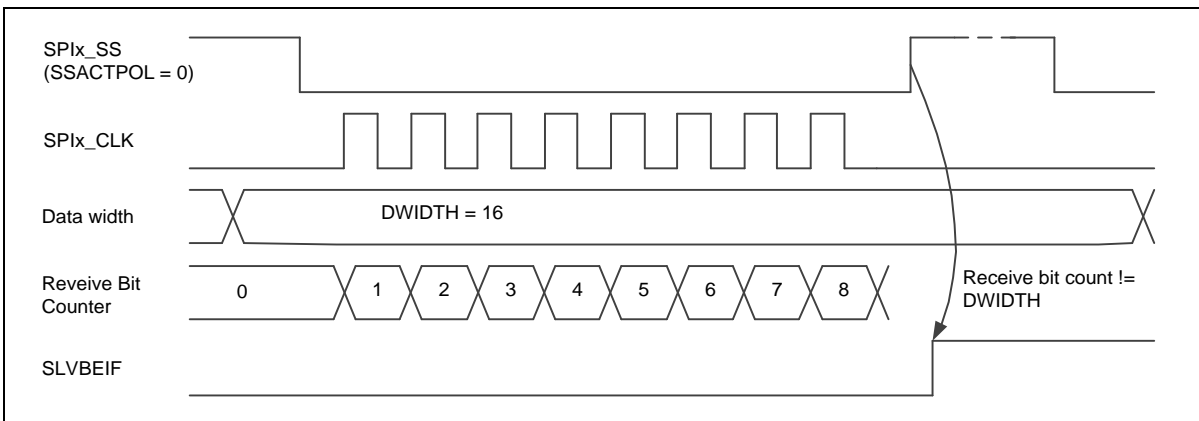 SPIx_SS
(SSACTPOL = 0)
SPIx_CLK
Data width
DWIDTH = 16
Reveive Bit
Counter
0
1
2
3
4
5
6
7
8
Receive bit count !=
DWIDTH
SLVBEIF